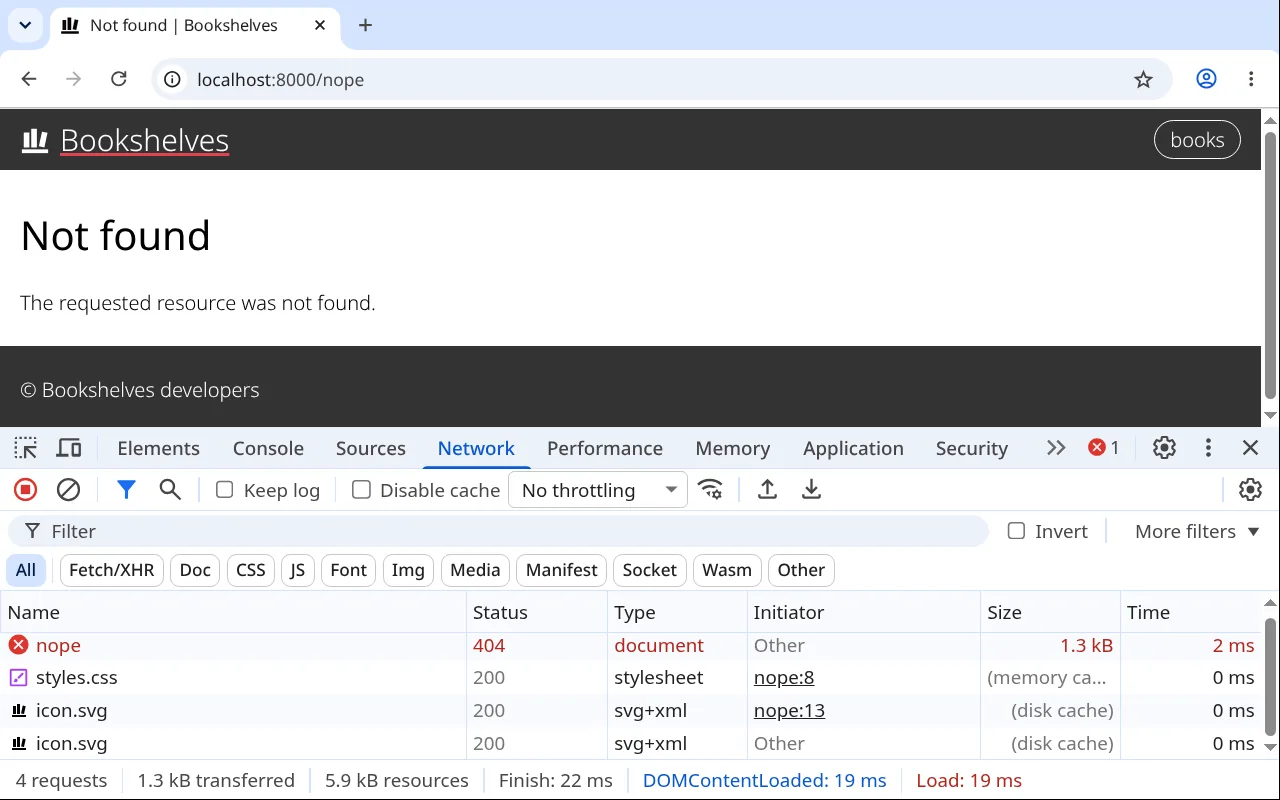 Not found | Bookshelves
localhost:8000/nope
Bookshelves books
Not found
The requested resource was not found.
© Bookshelves developers
Elements Console Sources Network Performance Memory Application Security 1
Keep log Disable cache No throttling
Filter Invert More filters
All Fetch/XHR Doc CSS JS Font Img Media Manifest Socket Wasm Other
Name Status Type Initiator Size Time
nope 404 document Other 1.3 kB 2 ms
styles.css 200 stylesheet nope:8 (memory ca... 0 ms
icon.svg 200 svg+xml nope:13 (disk cache) 0 ms
icon.svg 200 svg+xml Other (disk cache) 0 ms
4 requests 1.3 kB transferred 5.9 kB resources Finish: 22 ms DOMContentLoaded: 19 ms Load: 19 ms